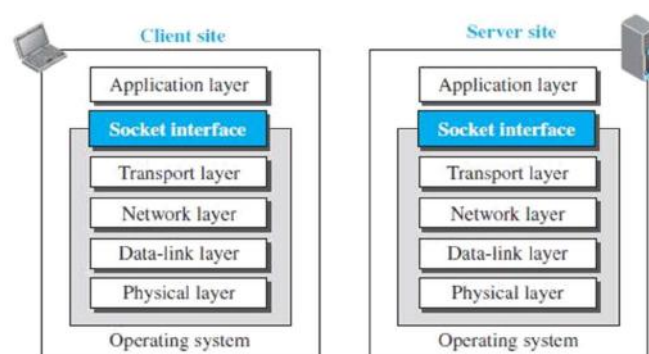 Client site
Application layer
Socket interface
Transport layer
Network layer
Data-link layer
Physical layer
Operating system
Server site
Application layer
Socket interface
Transport layer
Network layer
Data-link layer
Physical layer
Operating system